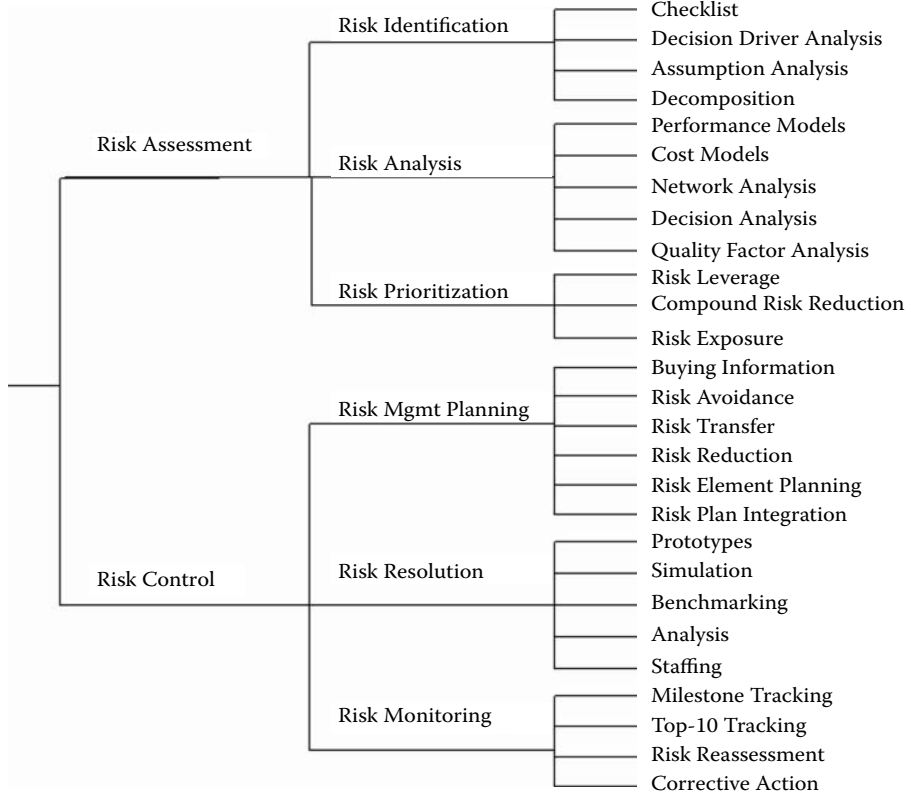 Risk Assessment
Risk Identification
Checklist
Decision Driver Analysis
Assumption Analysis
Decomposition
Risk Analysis
Performance Models
Cost Models
Network Analysis
Decision Analysis
Quality Factor Analysis
Risk Prioritization
Risk Leverage
Compound Risk Reduction
Risk Exposure
Risk Control
Risk Mgmt Planning
Buying Information
Risk Avoidance
Risk Transfer
Risk Reduction
Risk Element Planning
Risk Plan Integration
Risk Resolution
Prototypes
Simulation
Benchmarking
Analysis
Staffing
Risk Monitoring
Milestone Tracking
Top-10 Tracking
Risk Reassessment
Corrective Action